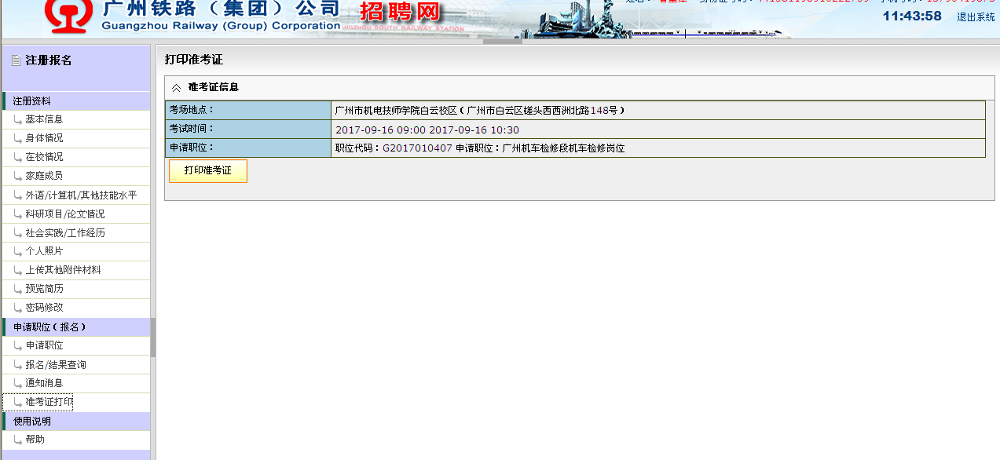 广州铁路（集团）公司 招聘网
Guangzhou Railway (Group) Corporation
GUANGZHOU SOUTH RAILWAY STATION
11:43:58 退出系统
注册报名
注册资料
基本信息
身体情况
在校情况
家庭成员
外语/计算机/其他技能水平
科研项目/论文情况
社会实践/工作经历
个人照片
上传其他附件材料
预览简历
密码修改
申请职位（报名）
申请职位
报名/结果查询
通知消息
准考证打印
使用说明
帮助
打印准考证
准考证信息
考场地点： 广州市机电技师学院白云校区（广州市白云区槎头西西洲北路148号）
考试时间： 2017-09-16 09:00 2017-09-16 10:30
申请职位： 职位代码：G2017010407 申请职位：广州机车检修段机车检修岗位
打印准考证